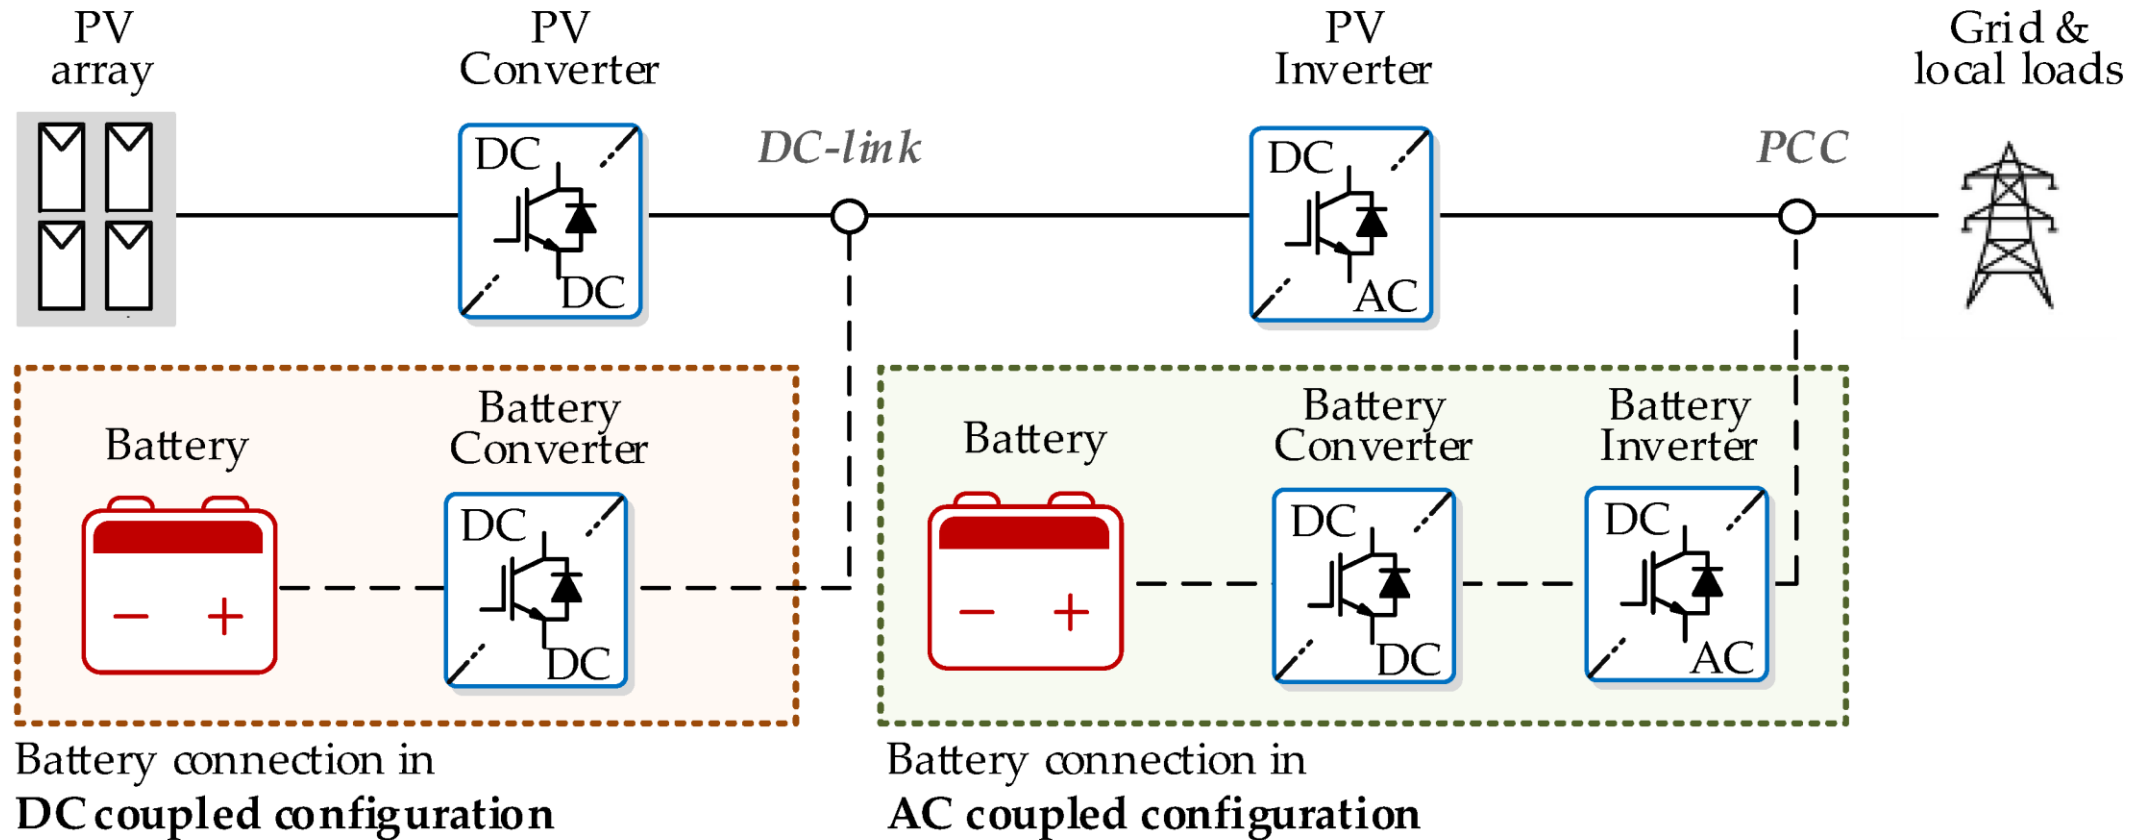 PV
array
PV
Converter
PV
Inverter
Grid &
local loads
DC-link
PCC
DC
DC
DC
AC
Battery
Battery
Converter
DC
DC
Battery
Battery
Converter
Battery
Inverter
DC
DC
DC
AC
− +
− +
Battery connection in
DC coupled configuration
Battery connection in
AC coupled configuration